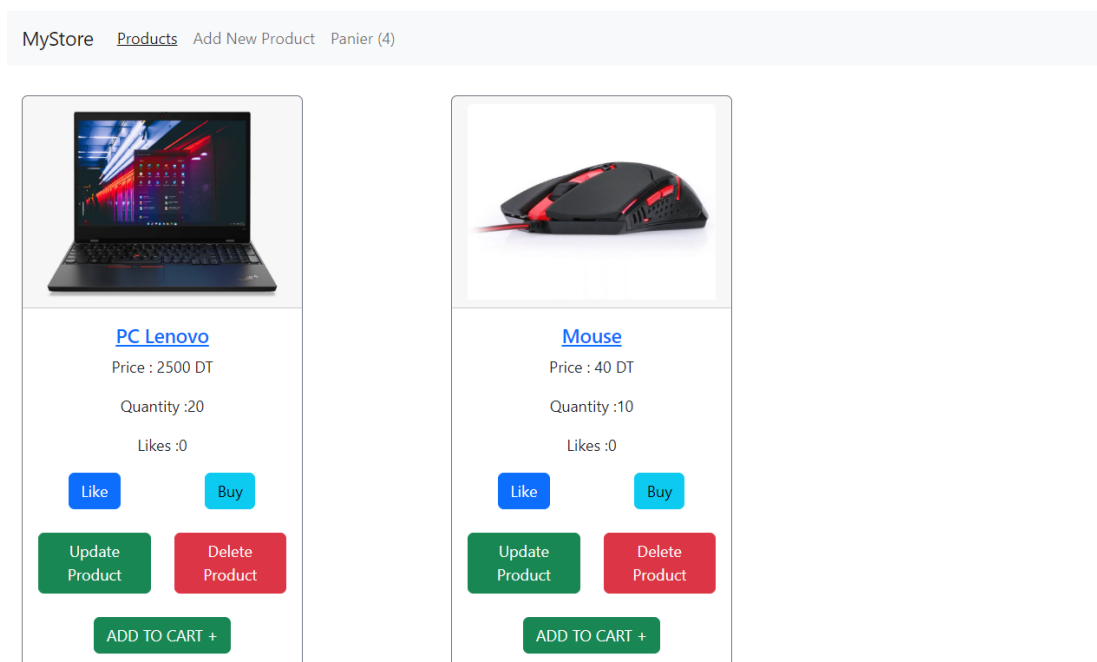 MyStore Products Add New Product Panier (4)
PC Lenovo
Price : 2500 DT
Quantity :20
Likes :0
Like Buy
Update Product
Delete Product
ADD TO CART +
Mouse
Price : 40 DT
Quantity :10
Likes :0
Like Buy
Update Product
Delete Product
ADD TO CART +